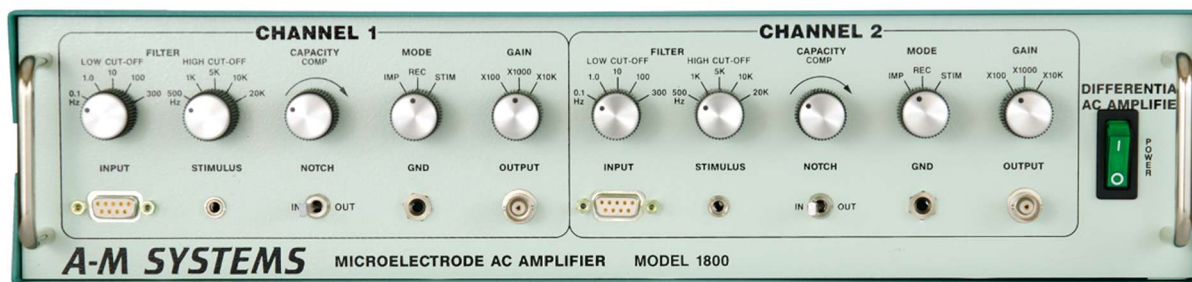 CHANNEL 1
FILTER
LOW CUT-OFF
HIGH CUT-OFF
CAPACITY
COMP
MODE
GAIN
0.1
Hz
1.0
10
100
300
500
Hz
1K
5K
10K
20K
IMP
REC
STIM
X100
X1000
X10K
INPUT
STIMULUS
NOTCH
GND
OUTPUT
IN
OUT
CHANNEL 2
FILTER
LOW CUT-OFF
HIGH CUT-OFF
CAPACITY
COMP
MODE
GAIN
0.1
Hz
1.0
10
100
300
500
Hz
1K
5K
10K
20K
IMP
REC
STIM
X100
X1000
X10K
INPUT
STIMULUS
NOTCH
GND
OUTPUT
IN
OUT
DIFFERENTIA
AC AMPLIFIE
I
O
POWER
A-M SYSTEMS
MICROELECTRODE AC AMPLIFIER MODEL 1800